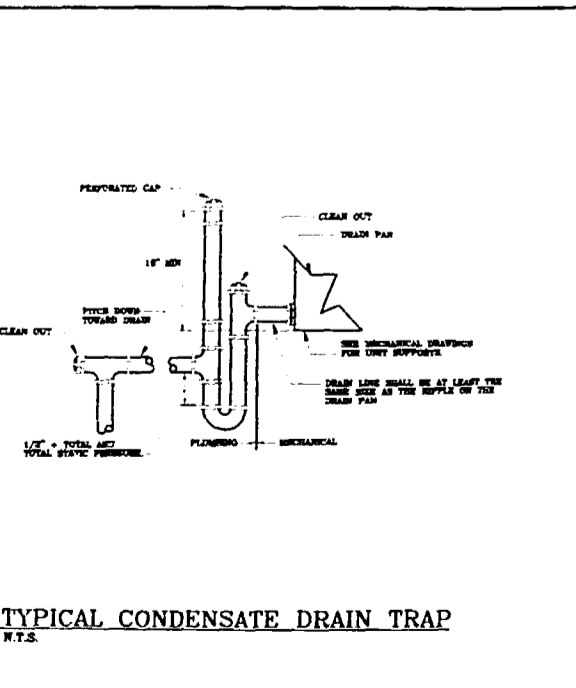 PERFORATED CAP
CLEAN OUT
DRAIN PAN
18" MIN
PITCH DOWN
TOWARD DRAIN
CLEAN OUT
SEE MECHANICAL DRAWINGS
FOR UNIT SUPPORTS
DRAIN LINE SHALL BE AT LEAST THE
SAME SIZE AS THE NIPPLE ON THE
DRAIN PAN
PLUMBING
MECHANICAL
1/2" + TOTAL
TOTAL STATIC PRESSURE
TYPICAL CONDENSATE DRAIN TRAP
N.T.S.